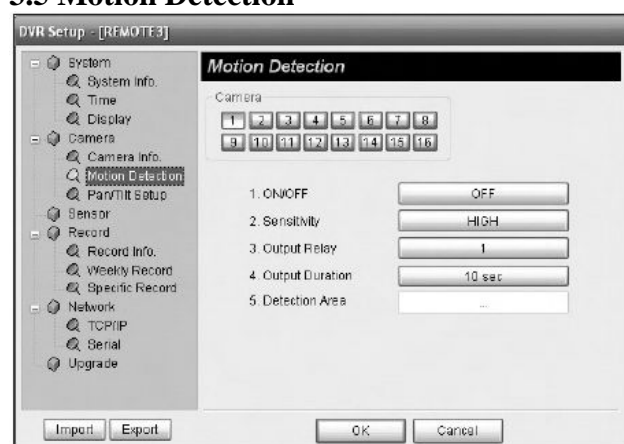 5.5 Motion Detection
DVR Setup - [REMOTE3]
System
System Info.
Time
Display
Camera
Camera Info.
Motion Detection
Pan/Tilt Setup
Sensor
Record
Record Info.
Weekly Record
Specific Record
Network
TCP/IP
Serial
Upgrade
Import Export
Motion Detection
Camera
1 2 3 4 5 6 7 8
9 10 11 12 13 14 15 16
1. ON/OFF OFF
2. Sensitivity HIGH
3. Output Relay 1
4. Output Duration 10 sec
5. Detection Area ...
OK Cancel